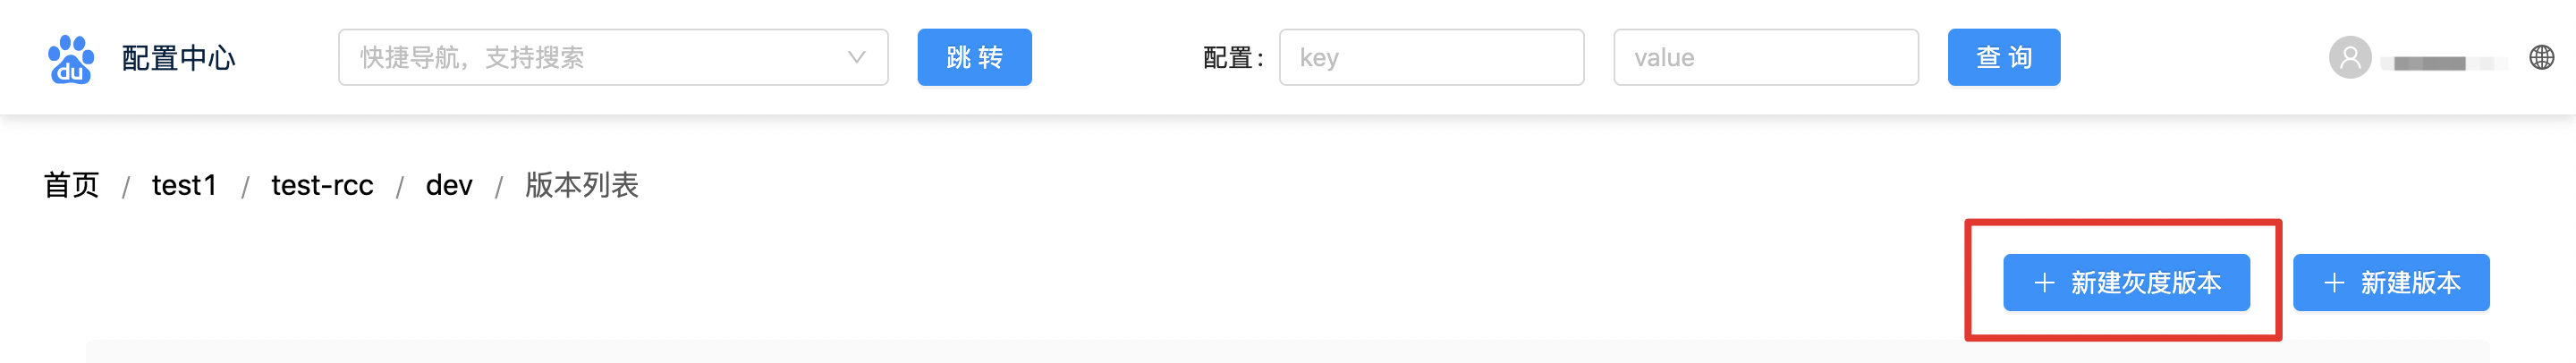 du 配置中心 快捷导航，支持搜索 跳 转 配置： key value 查 询
首页 / test1 / test-rcc / dev / 版本列表
+ 新建灰度版本 + 新建版本